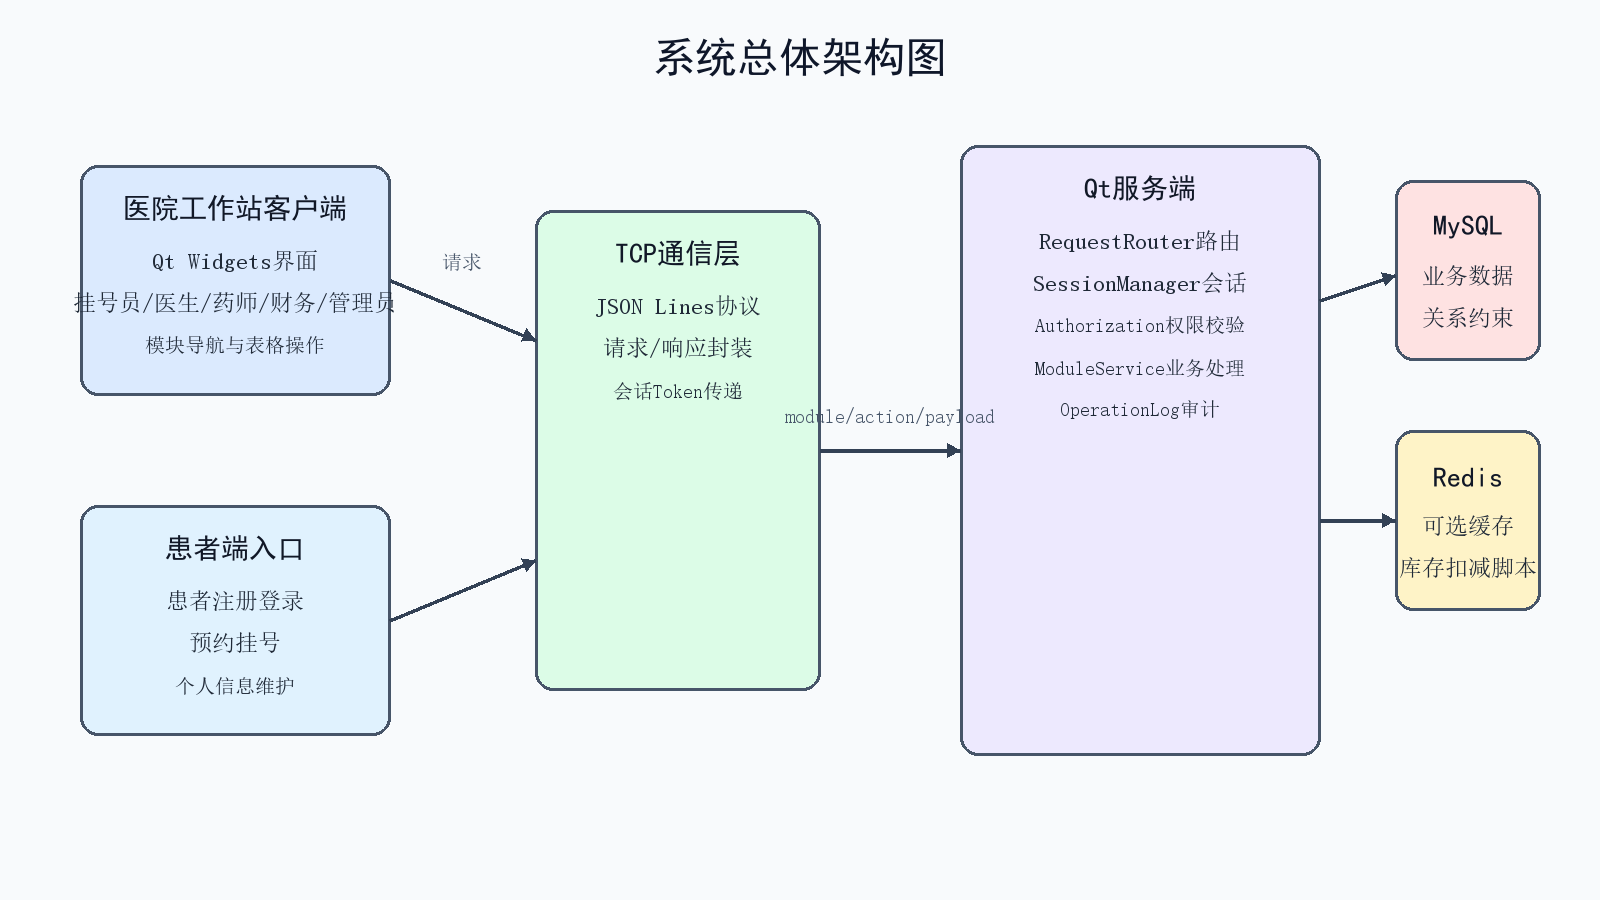 系统总体架构图
医院工作站客户端
Qt Widgets界面
挂号员/医生/药师/财务/管理员
模块导航与表格操作
请求
患者端入口
患者注册登录
预约挂号
个人信息维护
TCP通信层
JSON Lines协议
请求/响应封装
会话Token传递
module/action/payload
Qt服务端
RequestRouter路由
SessionManager会话
Authorization权限校验
ModuleService业务处理
OperationLog审计
MySQL
业务数据
关系约束
Redis
可选缓存
库存扣减脚本